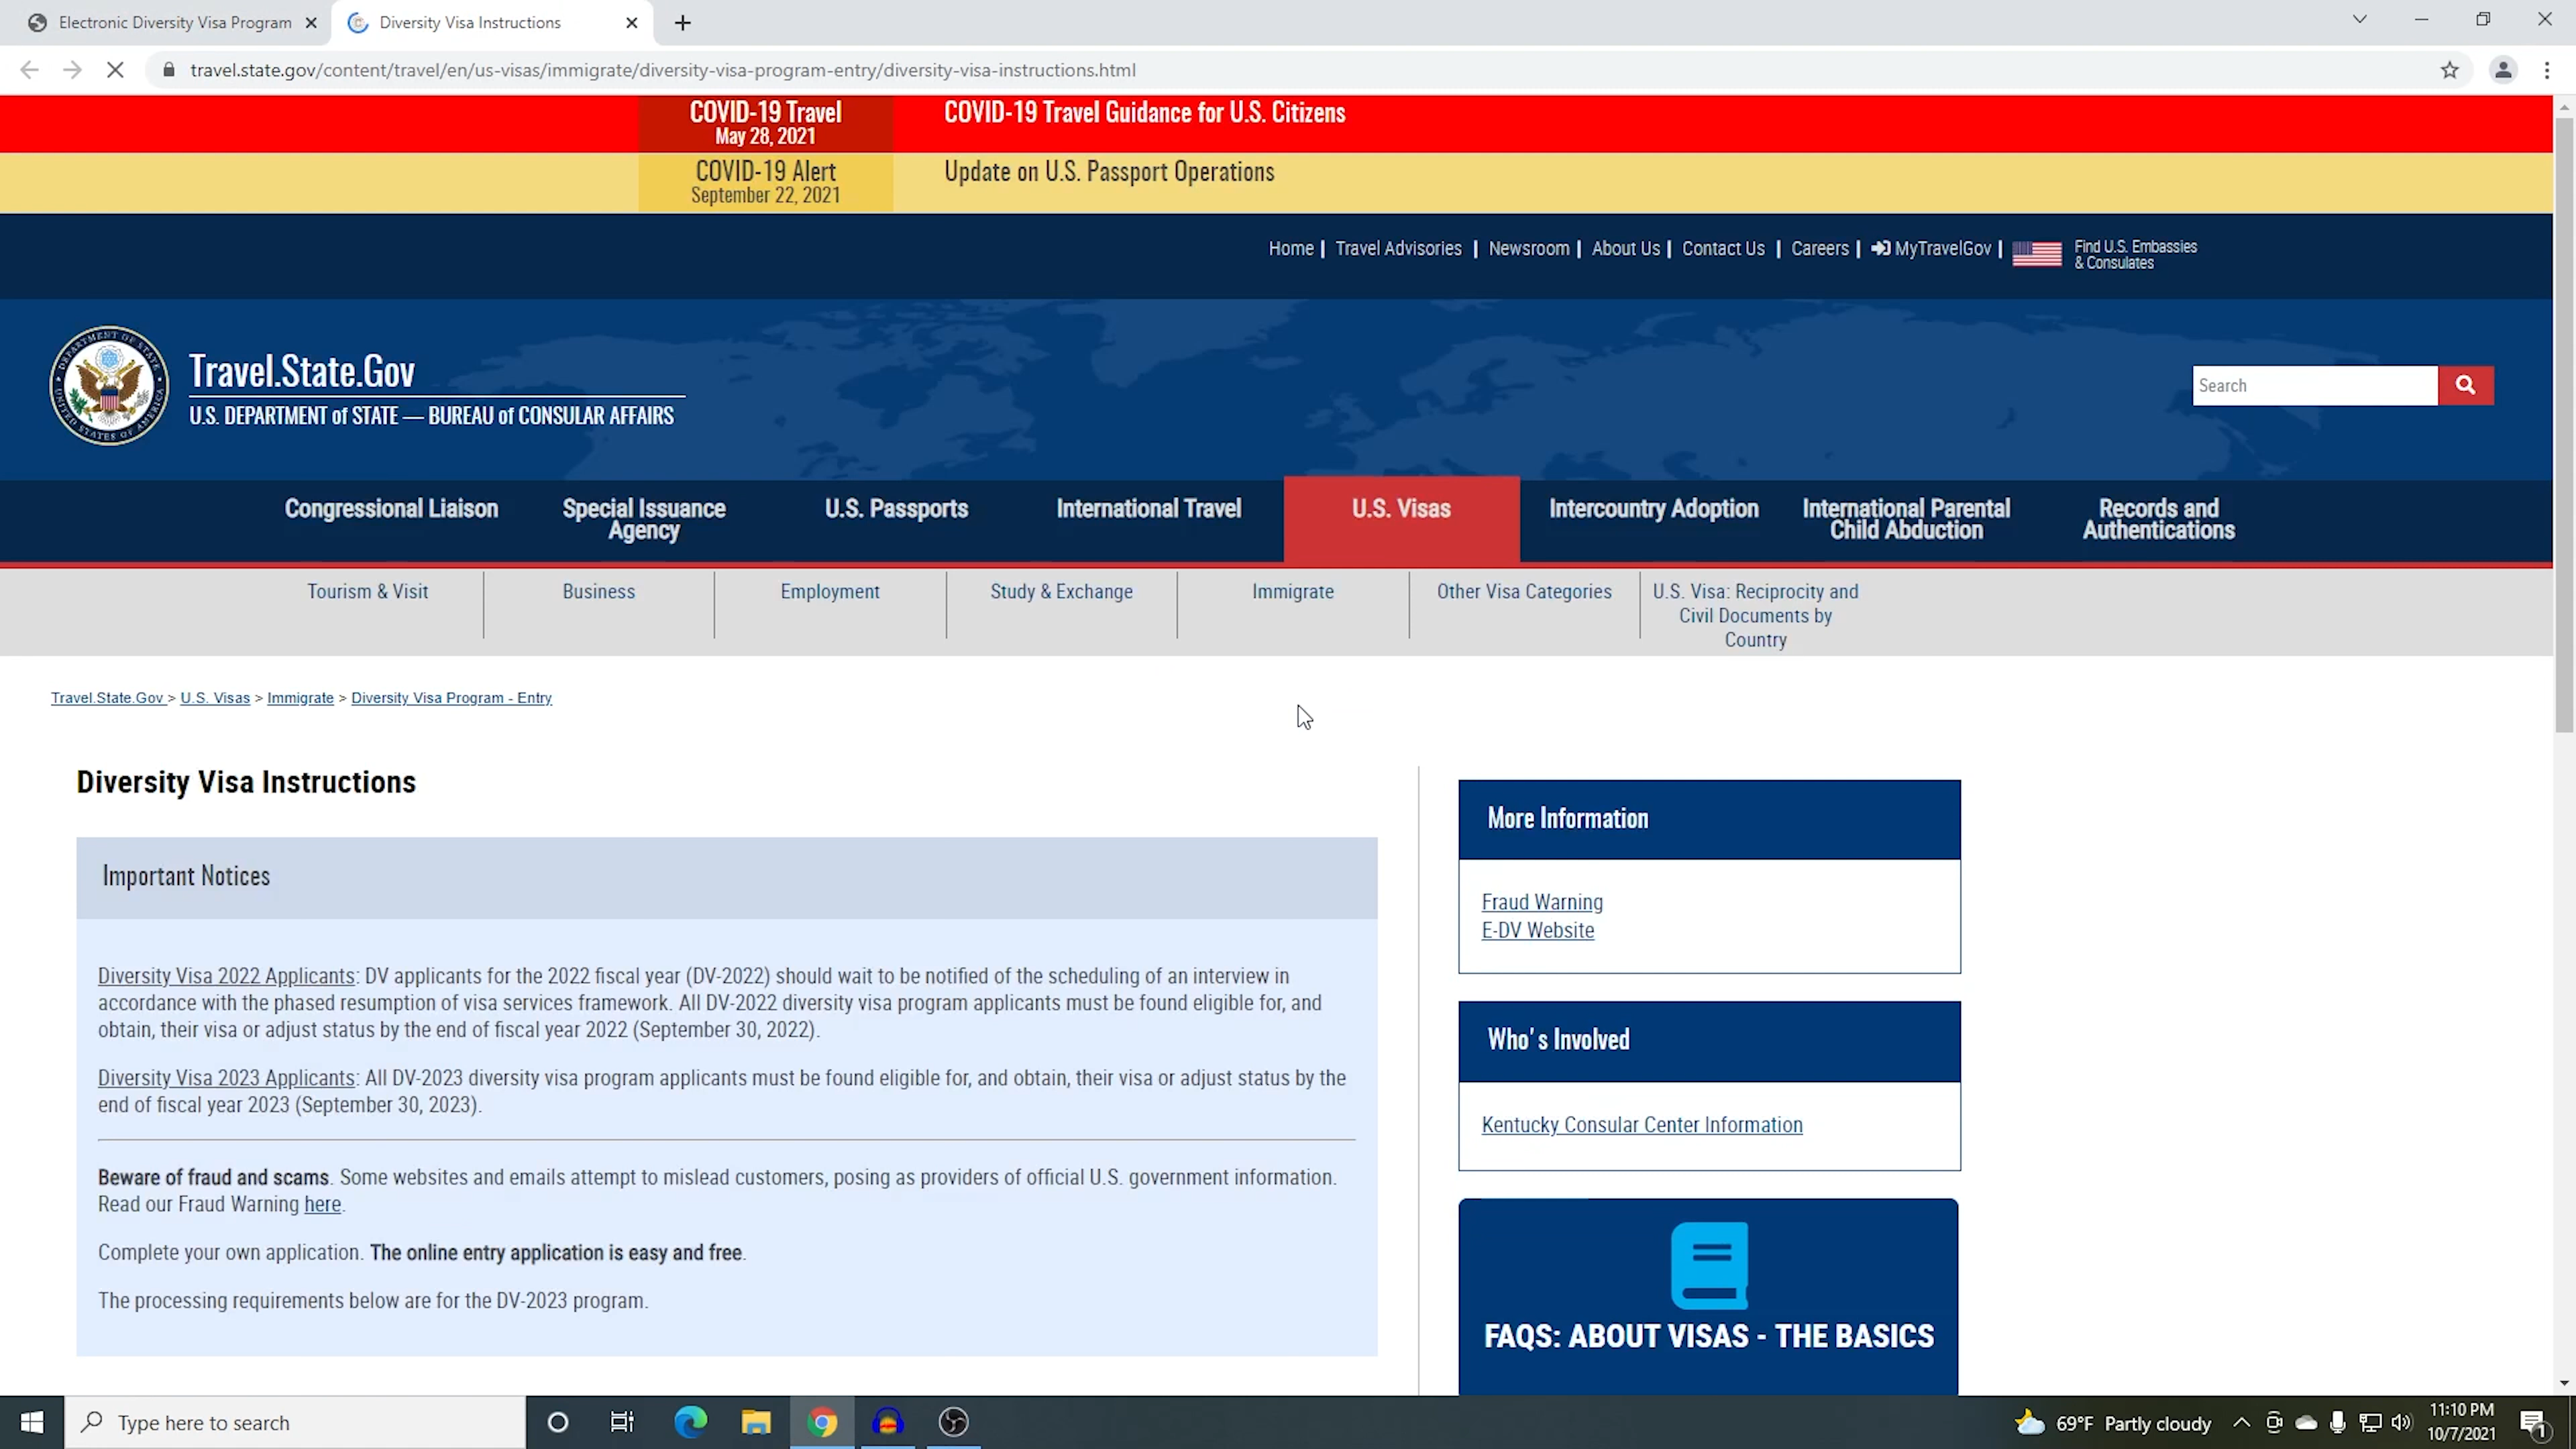 Electronic Diversity Visa Program
Diversity Visa Instructions
travel.state.gov/content/travel/en/us-visas/immigrate/diversity-visa-program-entry/diversity-visa-instructions.html
COVID-19 Travel
May 28, 2021
COVID-19 Travel Guidance for U.S. Citizens
COVID-19 Alert
September 22, 2021
Update on U.S. Passport Operations
Home | Travel Advisories | Newsroom | About Us | Contact Us | Careers | MyTravelGov |
Find U.S. Embassies
& Consulates
DEPARTMENT OF STATE
UNITED STATES OF AMERICA
Travel.State.Gov
U.S. DEPARTMENT of STATE — BUREAU of CONSULAR AFFAIRS
Search
Congressional Liaison
Special Issuance
Agency
U.S. Passports
International Travel
U.S. Visas
Intercountry Adoption
International Parental
Child Abduction
Records and
Authentications
Tourism & Visit
Business
Employment
Study & Exchange
Immigrate
Other Visa Categories
U.S. Visa: Reciprocity and
Civil Documents by
Country
Travel.State.Gov > U.S. Visas > Immigrate > Diversity Visa Program - Entry
Diversity Visa Instructions
Important Notices
Diversity Visa 2022 Applicants: DV applicants for the 2022 fiscal year (DV-2022) should wait to be notified of the scheduling of an interview in
accordance with the phased resumption of visa services framework. All DV-2022 diversity visa program applicants must be found eligible for, and
obtain, their visa or adjust status by the end of fiscal year 2022 (September 30, 2022).
Diversity Visa 2023 Applicants: All DV-2023 diversity visa program applicants must be found eligible for, and obtain, their visa or adjust status by the
end of fiscal year 2023 (September 30, 2023).
Beware of fraud and scams. Some websites and emails attempt to mislead customers, posing as providers of official U.S. government information.
Read our Fraud Warning here.
Complete your own application. The online entry application is easy and free.
The processing requirements below are for the DV-2023 program.
More Information
Fraud Warning
E-DV Website
Who's Involved
Kentucky Consular Center Information
FAQS: ABOUT VISAS - THE BASICS
Type here to search
69°F Partly cloudy
11:10 PM
10/7/2021
1